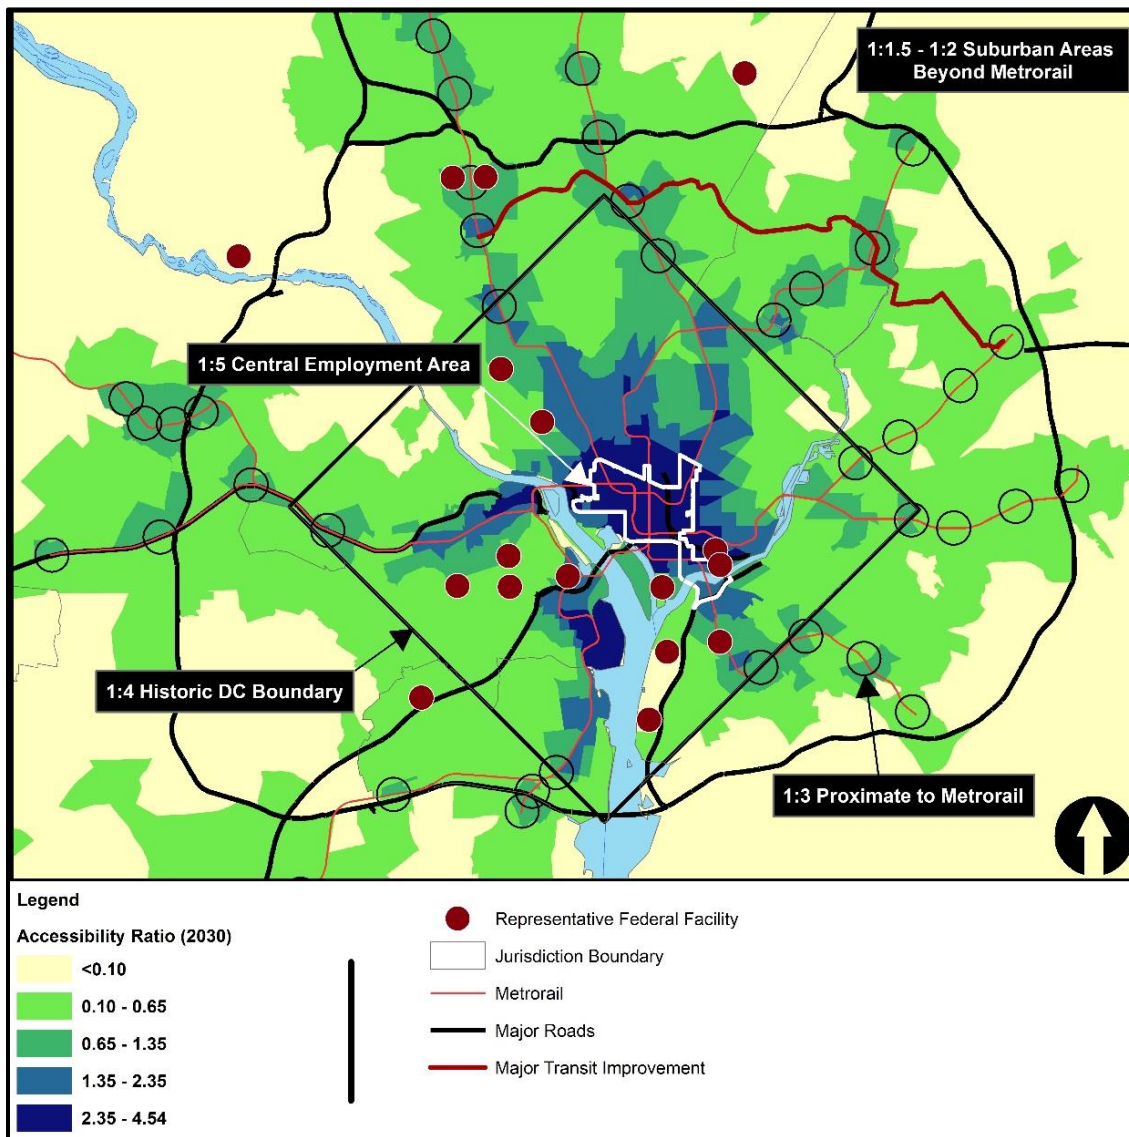 1:1.5 - 1:2 Suburban Areas
Beyond Metrorail
1:5 Central Employment Area
1:4 Historic DC Boundary
1:3 Proximate to Metrorail
Legend
Accessibility Ratio (2030)
<0.10
0.10 - 0.65
0.65 - 1.35
1.35 - 2.35
2.35 - 4.54
Representative Federal Facility
Jurisdiction Boundary
Metrorail
Major Roads
Major Transit Improvement